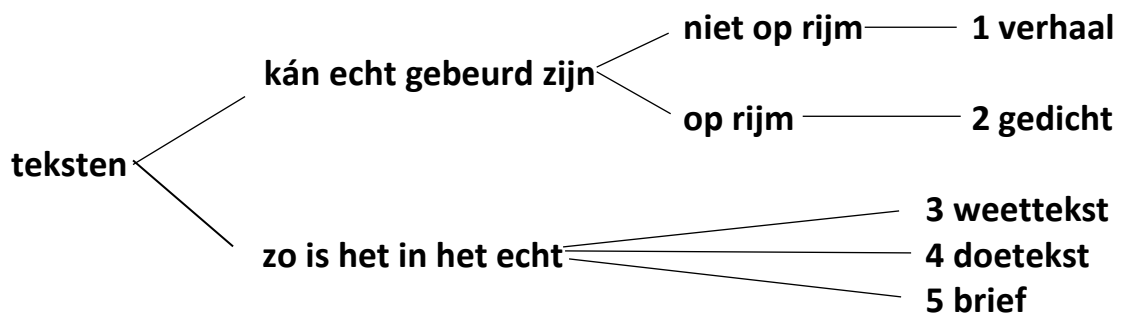 niet op rijm 1 verhaal
kán echt gebeurd zijn
op rijm 2 gedicht
teksten
3 weettekst
zo is het in het echt 4 doetekst
5 brief